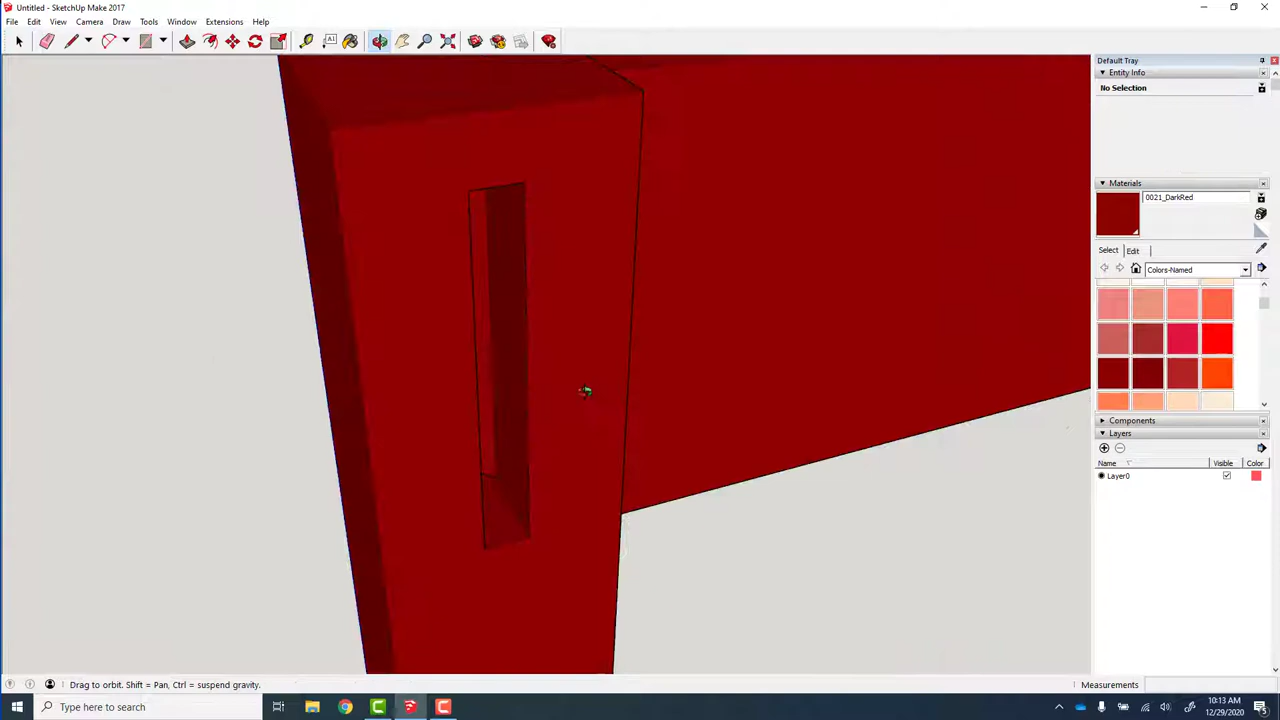 Untitled - SketchUp Make 2017
File Edit View Camera Draw Tools Window Extensions Help
Default Tray
Entity Info
No Selection
Materials
0021_DarkRed
Select Edit
Colors-Named
Components
Layers
Name Visible Color
Layer0
Drag to orbit. Shift = Pan, Ctrl = suspend gravity.
Measurements
Type here to search
10:13 AM
12/29/2020
5